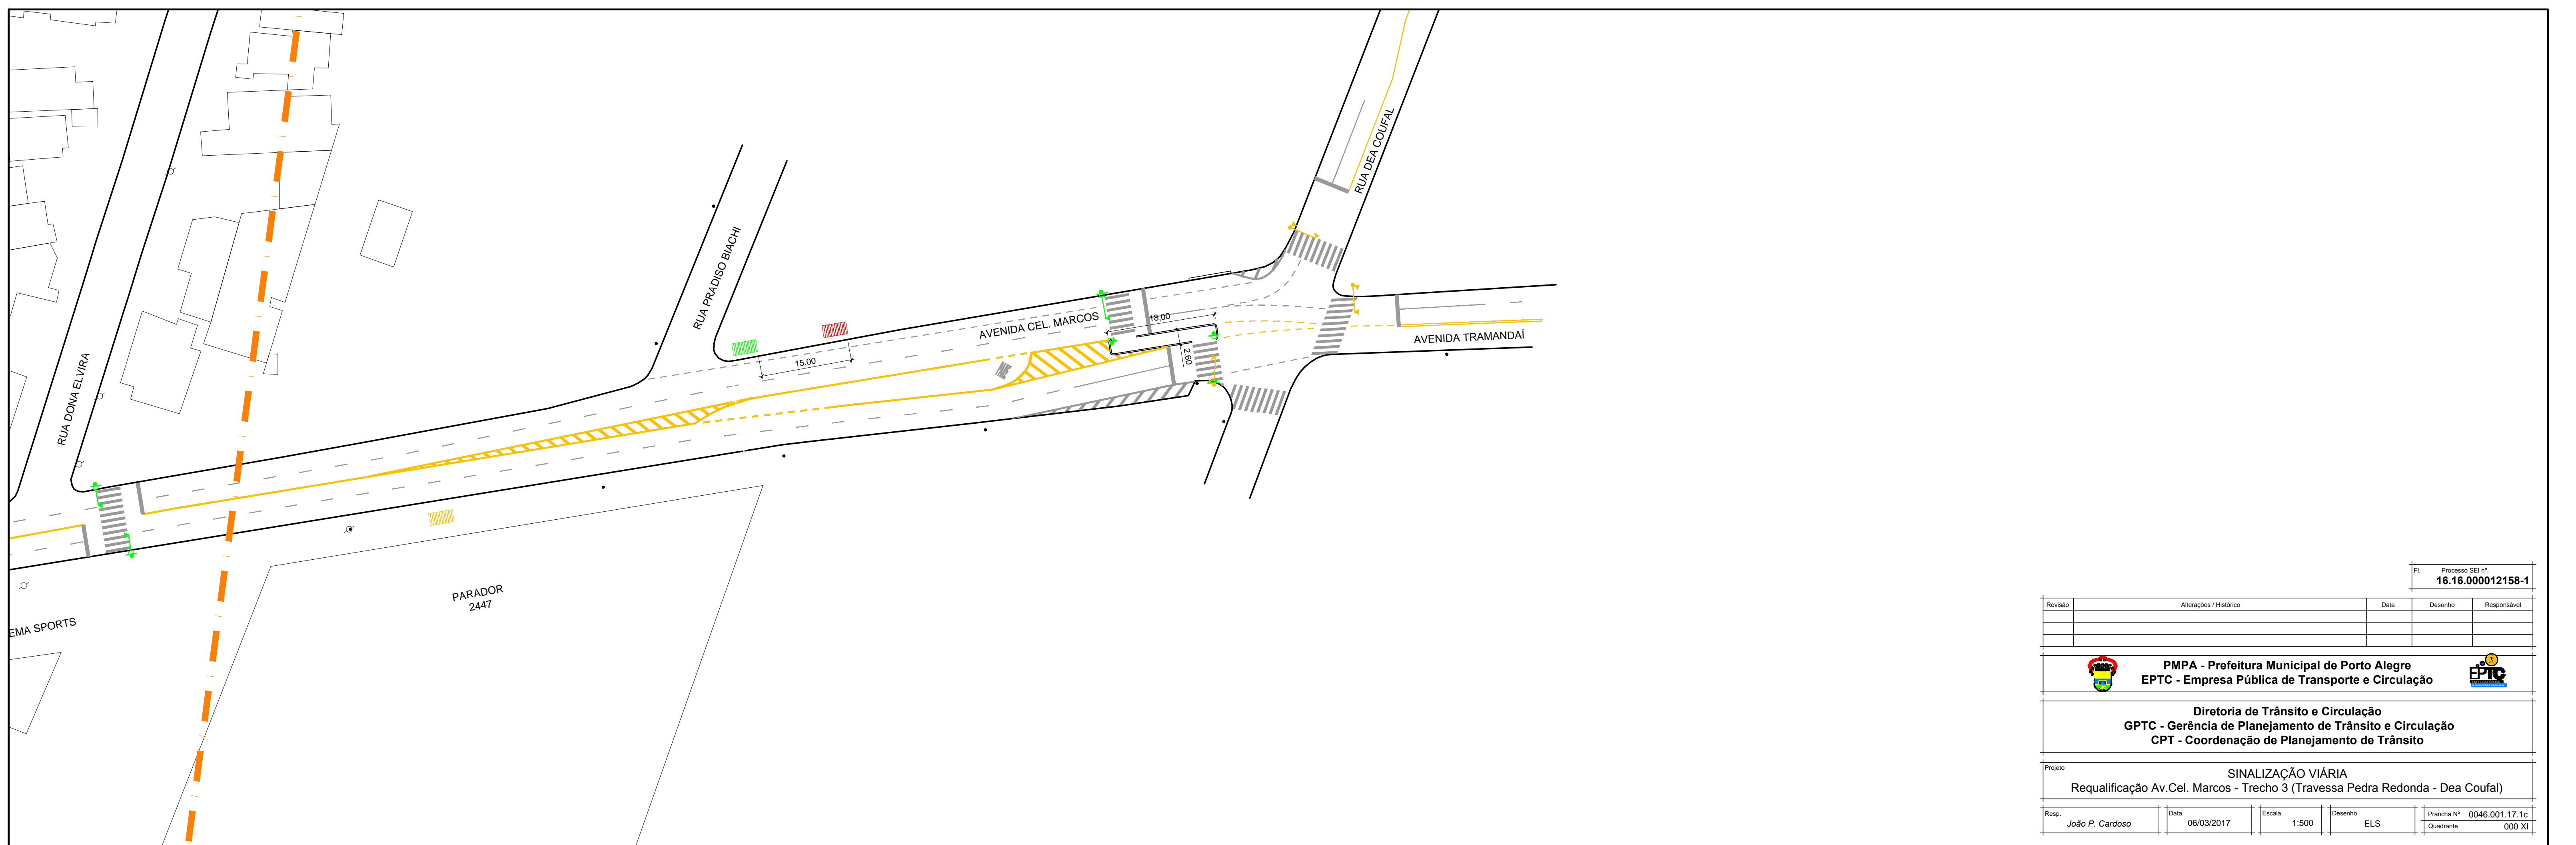 RUA DEA COUFAL
RUA PRADISO BIACHI
AVENIDA CEL. MARCOS
18,00
AVENIDA TRAMANDAÍ
2,60
15,00
RUA DONA ELVIRA
PARADOR
2447
EMA SPORTS
Fl.
Processo SEI nº.
16.16.000012158-1
Revisão Alterações / Histórico Data Desenho Responsável
PMPA - Prefeitura Municipal de Porto Alegre
EPTC - Empresa Pública de Transporte e Circulação
EPTC
Diretoria de Trânsito e Circulação
GPTC - Gerência de Planejamento de Trânsito e Circulação
CPT - Coordenação de Planejamento de Trânsito
Projeto
SINALIZAÇÃO VIÁRIA
Requalificação Av.Cel. Marcos - Trecho 3 (Travessa Pedra Redonda - Dea Coufal)
Resp.
João P. Cardoso
Data
06/03/2017
Escala
1:500
Desenho
ELS
Prancha Nº 0046.001.17.1c
Quadrante 000 XI